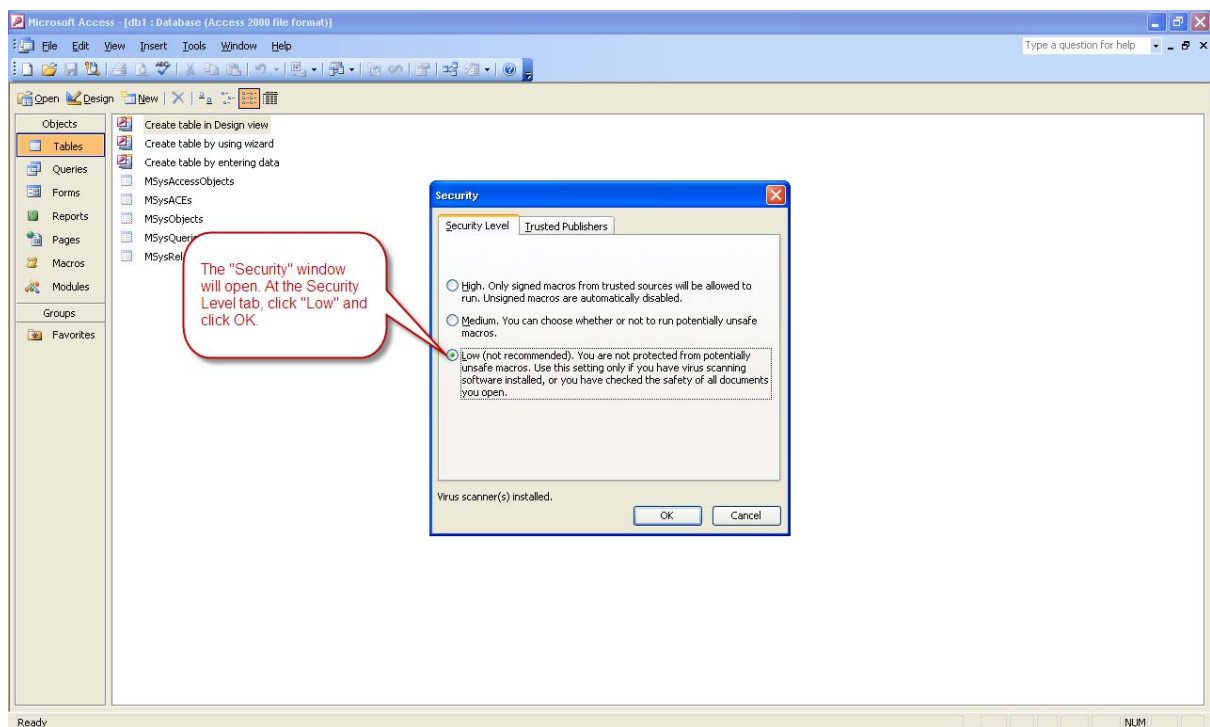 Microsoft Access - [db1 : Database (Access 2000 file format)]
File Edit View Insert Tools Window Help
Type a question for help
Open Design New
Objects
Tables
Queries
Forms
Reports
Pages
Macros
Modules
Groups
Favorites
Create table in Design view
Create table by using wizard
Create table by entering data
MSysAccessObjects
MSysACEs
MSysObjects
MSysQueri
MSysRel
The "Security" window
will open. At the Security
Level tab, click "Low" and
click OK.
Security
Security Level Trusted Publishers
High. Only signed macros from trusted sources will be allowed to
run. Unsigned macros are automatically disabled.
Medium. You can choose whether or not to run potentially unsafe
macros.
Low (not recommended). You are not protected from potentially
unsafe macros. Use this setting only if you have virus scanning
software installed, or you have checked the safety of all documents
you open.
Virus scanner(s) installed.
OK Cancel
Ready
NUM